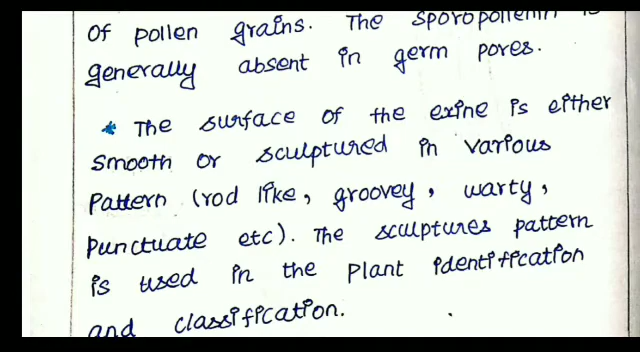 of pollen grains. The sporopollenin is
generally absent in germ pores.
* The surface of the exine is either
smooth or sculptured in various
pattern (rod like, groovey, warty,
punctuate etc). The sculptures pattern
is used in the plant identification
and classification.